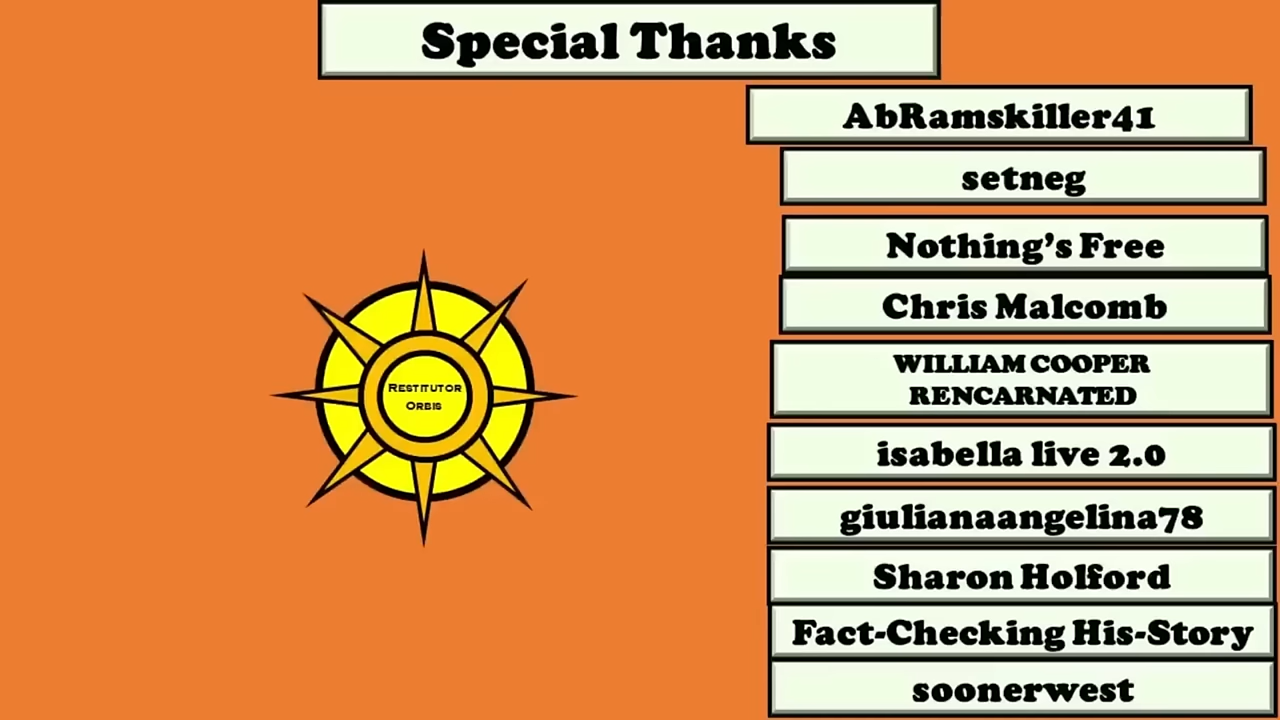 Special Thanks
AbRamskiller41
setneg
Nothing's Free
Chris Malcomb
WILLIAM COOPER
RENCARNATED
isabella live 2.0
giulianaangelina78
Sharon Holford
Fact-Checking His-Story
soonerwest
Restitutor
Orbis